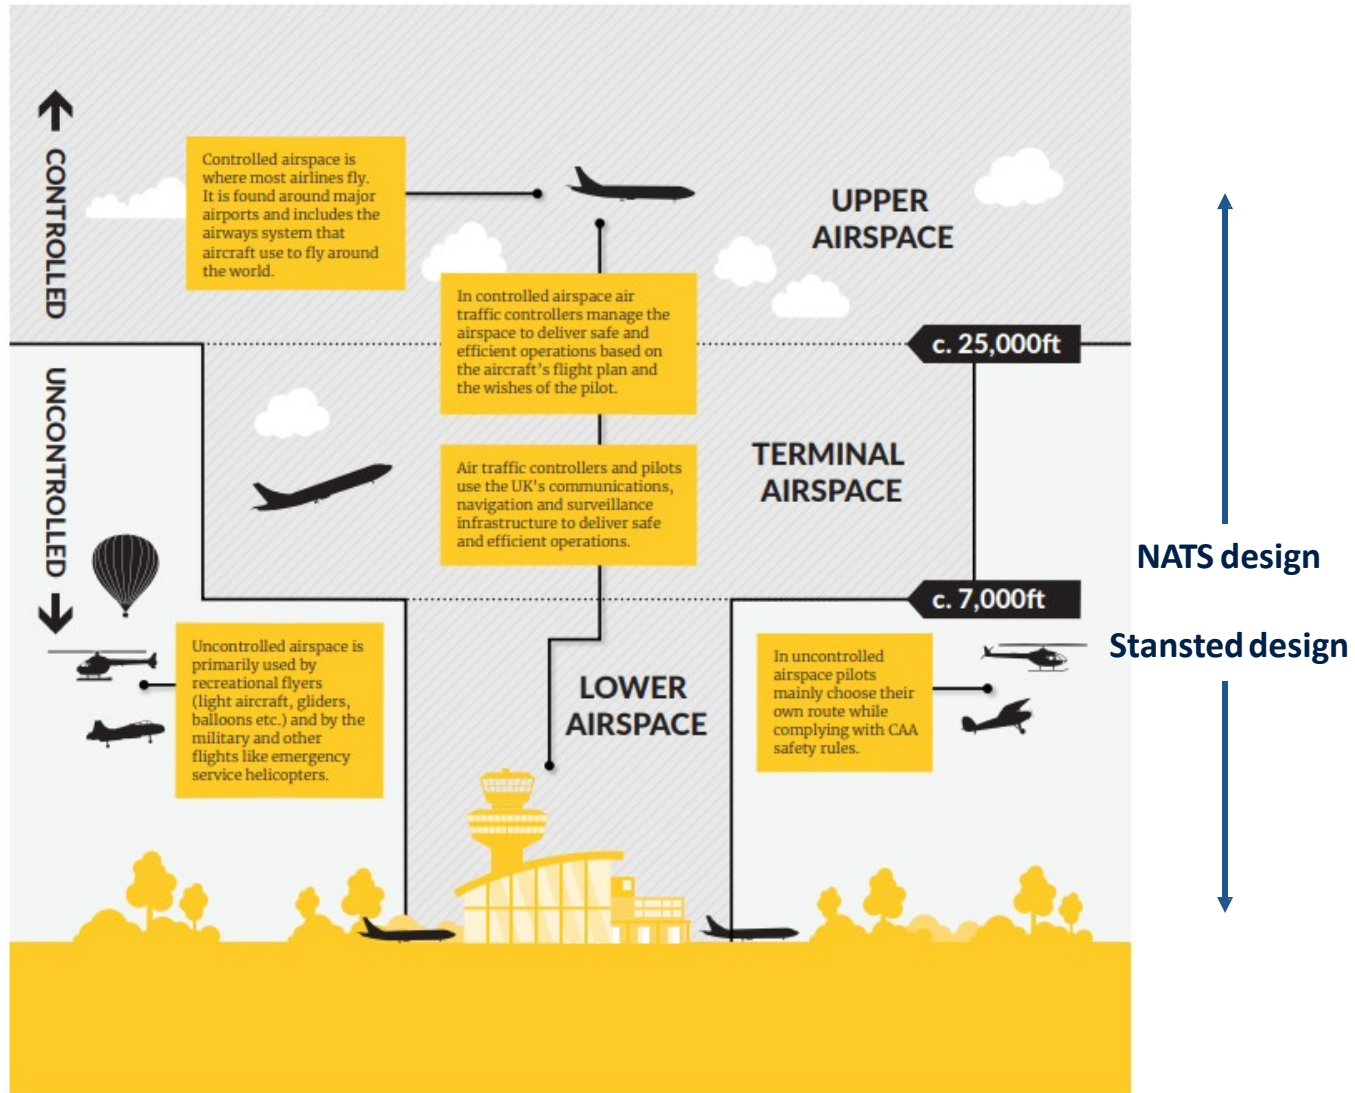 CONTROLLED
UNCONTROLLED
Controlled airspace is
where most airlines fly.
It is found around major
airports and includes the
airways system that
aircraft use to fly around
the world.
UPPER
AIRSPACE
In controlled airspace air
traffic controllers manage the
airspace to deliver safe and
efficient operations based on
the aircraft's flight plan and
the wishes of the pilot.
c. 25,000ft
TERMINAL
AIRSPACE
Air traffic controllers and pilots
use the UK's communications,
navigation and surveillance
infrastructure to deliver safe
and efficient operations.
NATS design
c. 7,000ft
Stansted design
Uncontrolled airspace is
primarily used by
recreational flyers
(light aircraft, gliders,
balloons etc.) and by the
military and other
flights like emergency
service helicopters.
LOWER
AIRSPACE
In uncontrolled
airspace pilots
mainly choose their
own route while
complying with CAA
safety rules.